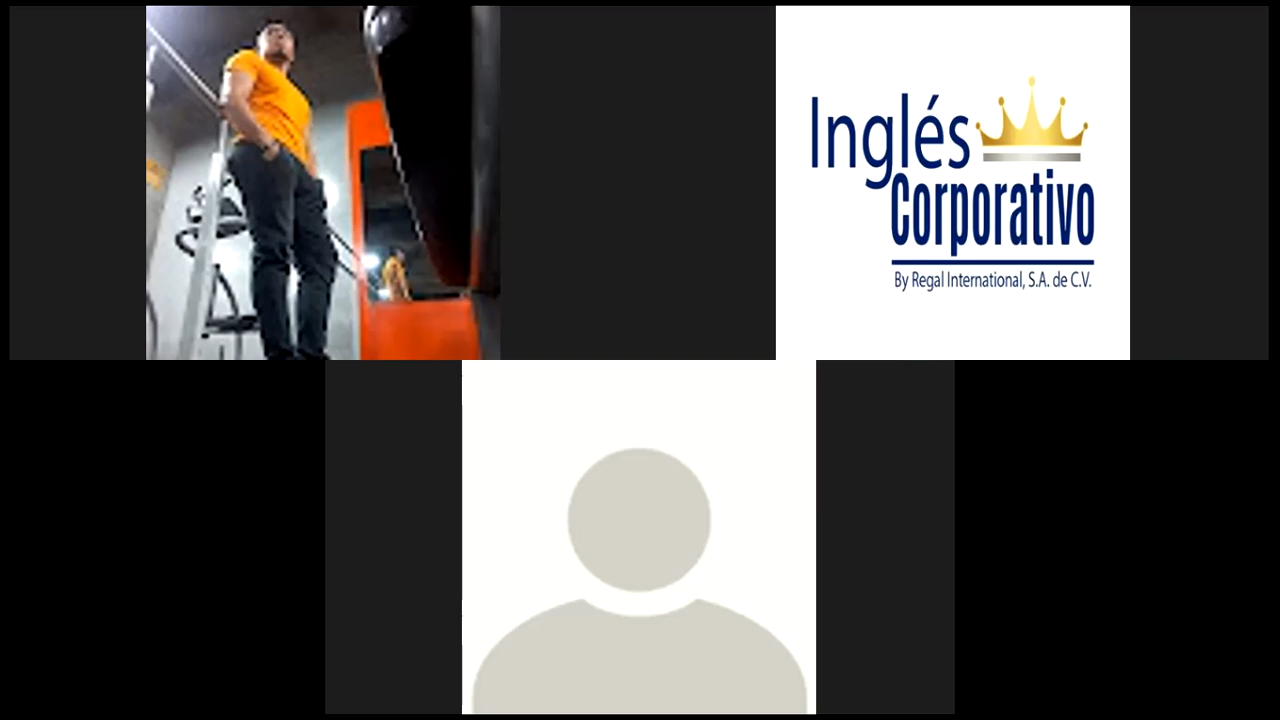 Inglés
Corporativo
By Regal International, S.A. de C.V.